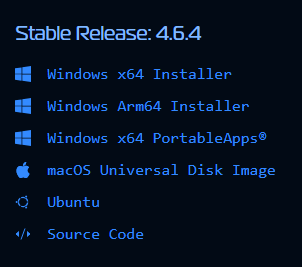 Stable Release: 4.6.4
Windows x64 Installer
Windows Arm64 Installer
Windows x64 PortableApps®
macOS Universal Disk Image
Ubuntu
Source Code